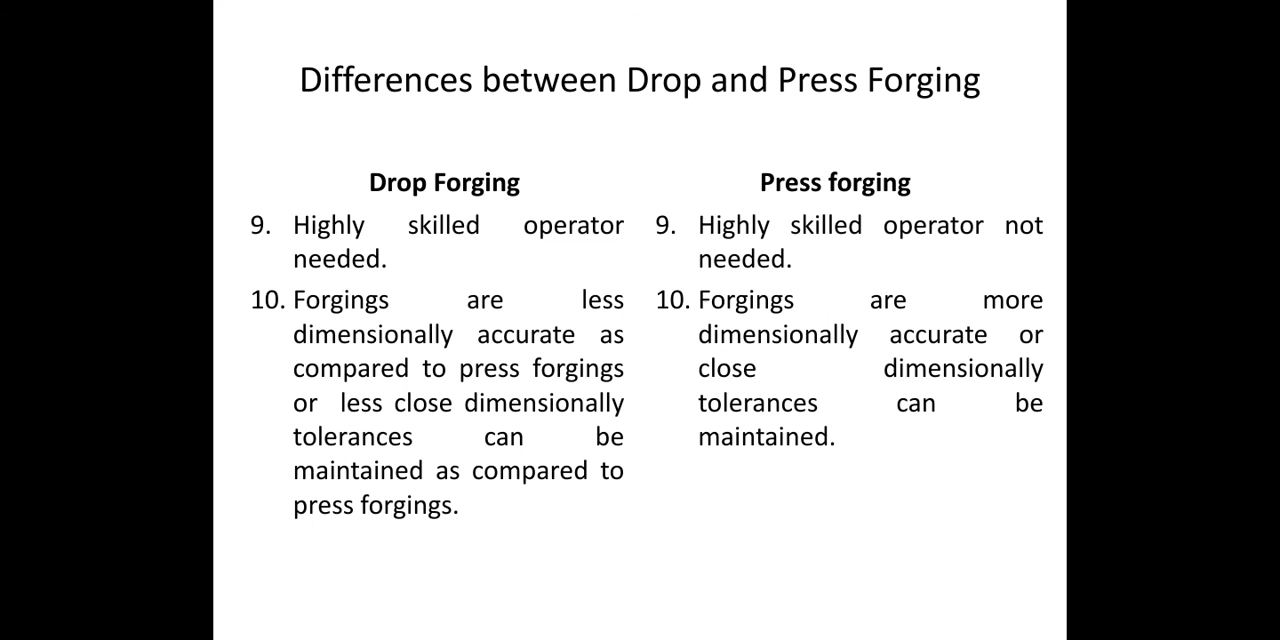 Differences between Drop and Press Forging
Drop Forging
9. Highly skilled operator
needed.
10. Forgings are less
dimensionally accurate as
compared to press forgings
or less close dimensionally
tolerances can be
maintained as compared to
press forgings.
Press forging
9. Highly skilled operator not
needed.
10. Forgings are more
dimensionally accurate or
close dimensionally
tolerances can be
maintained.